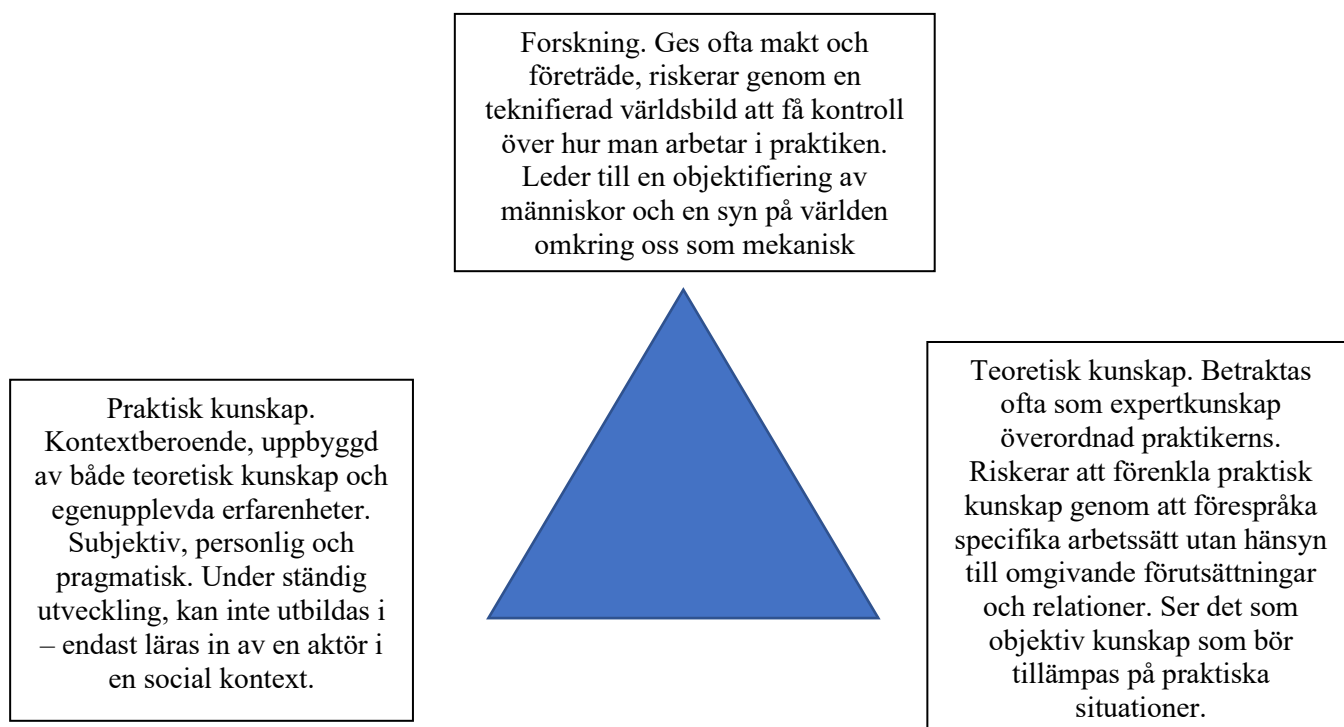 Forskning. Ges ofta makt och
företräde, riskerar genom en
teknifierad världsbild att få kontroll
över hur man arbetar i praktiken.
Leder till en objektifiering av
människor och en syn på världen
omkring oss som mekanisk
Praktisk kunskap.
Kontextberoende, uppbyggd
av både teoretisk kunskap och
egenupplevda erfarenheter.
Subjektiv, personlig och
pragmatisk. Under ständig
utveckling, kan inte utbildas i
– endast läras in av en aktör i
en social kontext.
Teoretisk kunskap. Betraktas
ofta som expertkunskap
överordnad praktikerns.
Riskerar att förenkla praktisk
kunskap genom att förespråka
specifika arbetssätt utan hänsyn
till omgivande förutsättningar
och relationer. Ser det som
objektiv kunskap som bör
tillämpas på praktiska
situationer.